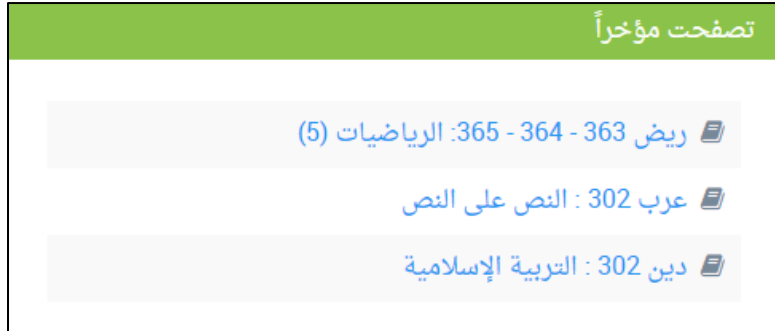 تصفحت مؤخراً
ريض 363 - 364 - 365: الرياضيات (5)
عرب 302 : النص على النص
دين 302 : التربية الإسلامية